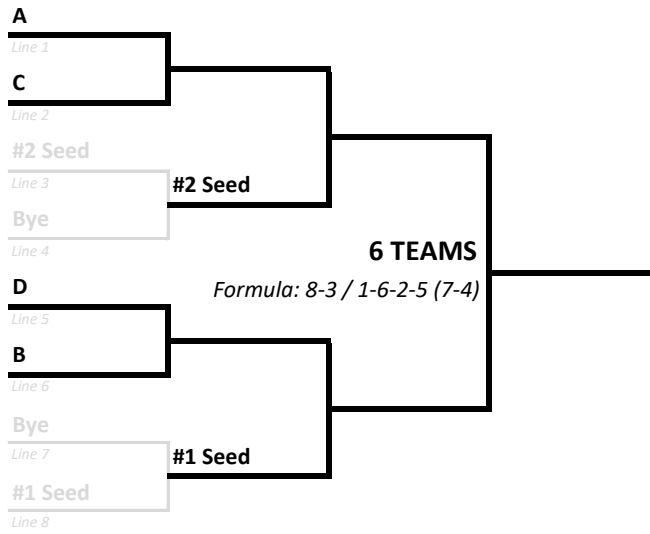 A
Line 1
C
Line 2
#2 Seed
Line 3
#2 Seed
Bye
Line 4
6 TEAMS
D
Formula: 8-3 / 1-6-2-5 (7-4)
Line 5
B
Line 6
Bye
Line 7
#1 Seed
#1 Seed
Line 8